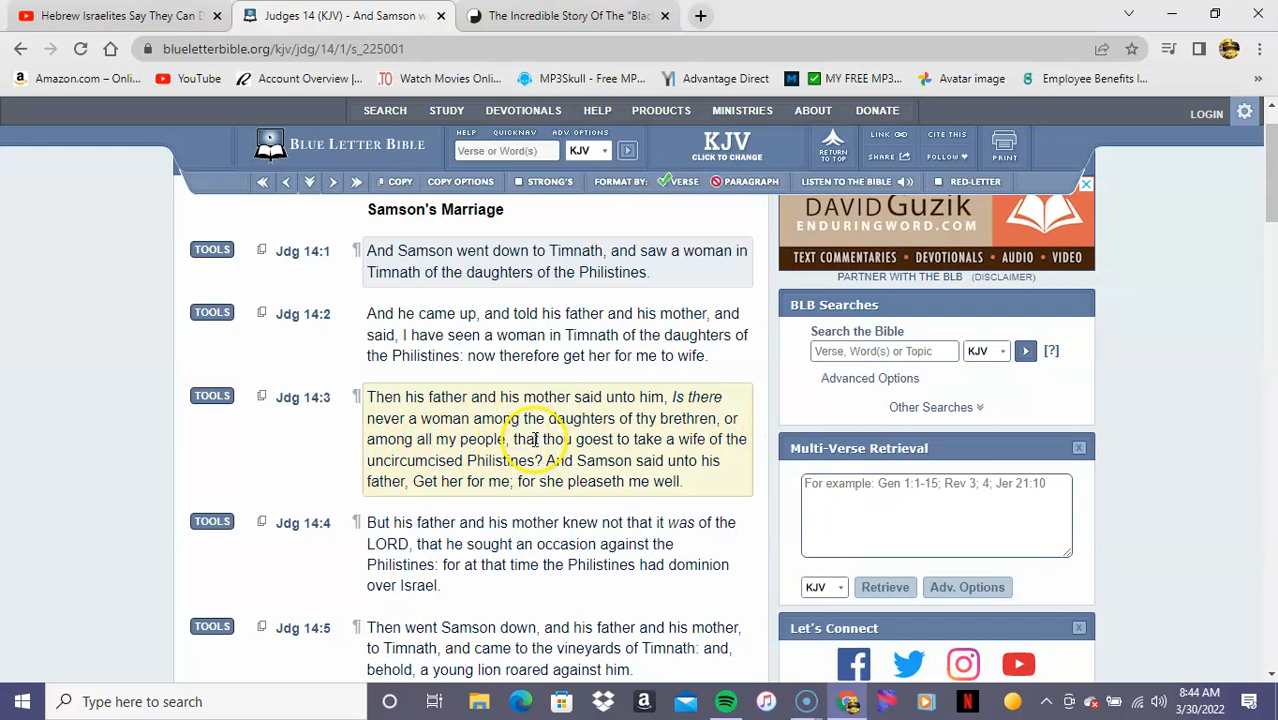 Hebrew Israelites Say They Can D
Judges 14 (KJV) - And Samson w
The Incredible Story Of The "Blac
blueletterbible.org/kjv/jdg/14/1/s_225001
Amazon.com – Onli...
YouTube
Account Overview |...
Watch Movies Onlin...
MP3Skull - Free MP...
Advantage Direct
MY FREE MP3...
Avatar image
Employee Benefits I...
SEARCH STUDY DEVOTIONALS HELP PRODUCTS MINISTRIES ABOUT DONATE
LOGIN
BLUE LETTER BIBLE
HELP QUICKNAV ADV. OPTIONS
Verse or Word(s)
KJV
KJV
CLICK TO CHANGE
RETURN
TO TOP
LINK
SHARE
CITE THIS
FOLLOW
PRINT
COPY COPY OPTIONS STRONG'S FORMAT BY: VERSE PARAGRAPH LISTEN TO THE BIBLE RED-LETTER
Samson's Marriage
TOOLS Jdg 14:1 ¶ And Samson went down to Timnath, and saw a woman in
Timnath of the daughters of the Philistines.
TOOLS Jdg 14:2 And he came up, and told his father and his mother, and
said, I have seen a woman in Timnath of the daughters of
the Philistines: now therefore get her for me to wife.
TOOLS Jdg 14:3 ¶ Then his father and his mother said unto him, Is there
never a woman among the daughters of thy brethren, or
among all my people, that thou goest to take a wife of the
uncircumcised Philistines? And Samson said unto his
father, Get her for me; for she pleaseth me well.
TOOLS Jdg 14:4 ¶ But his father and his mother knew not that it was of the
LORD, that he sought an occasion against the
Philistines: for at that time the Philistines had dominion
over Israel.
TOOLS Jdg 14:5 ¶ Then went Samson down, and his father and his mother,
to Timnath, and came to the vineyards of Timnath: and,
behold, a young lion roared against him.
DAVID GUZIK
ENDURINGWORD.COM
TEXT COMMENTARIES • DEVOTIONALS • AUDIO • VIDEO
PARTNER WITH THE BLB (DISCLAIMER)
BLB Searches
Search the Bible
Verse, Word(s) or Topic
KJV
[?]
Advanced Options
Other Searches
Multi-Verse Retrieval
For example: Gen 1:1-15; Rev 3; 4; Jer 21:10
KJV
Retrieve
Adv. Options
Let's Connect
Type here to search
8:44 AM
3/30/2022